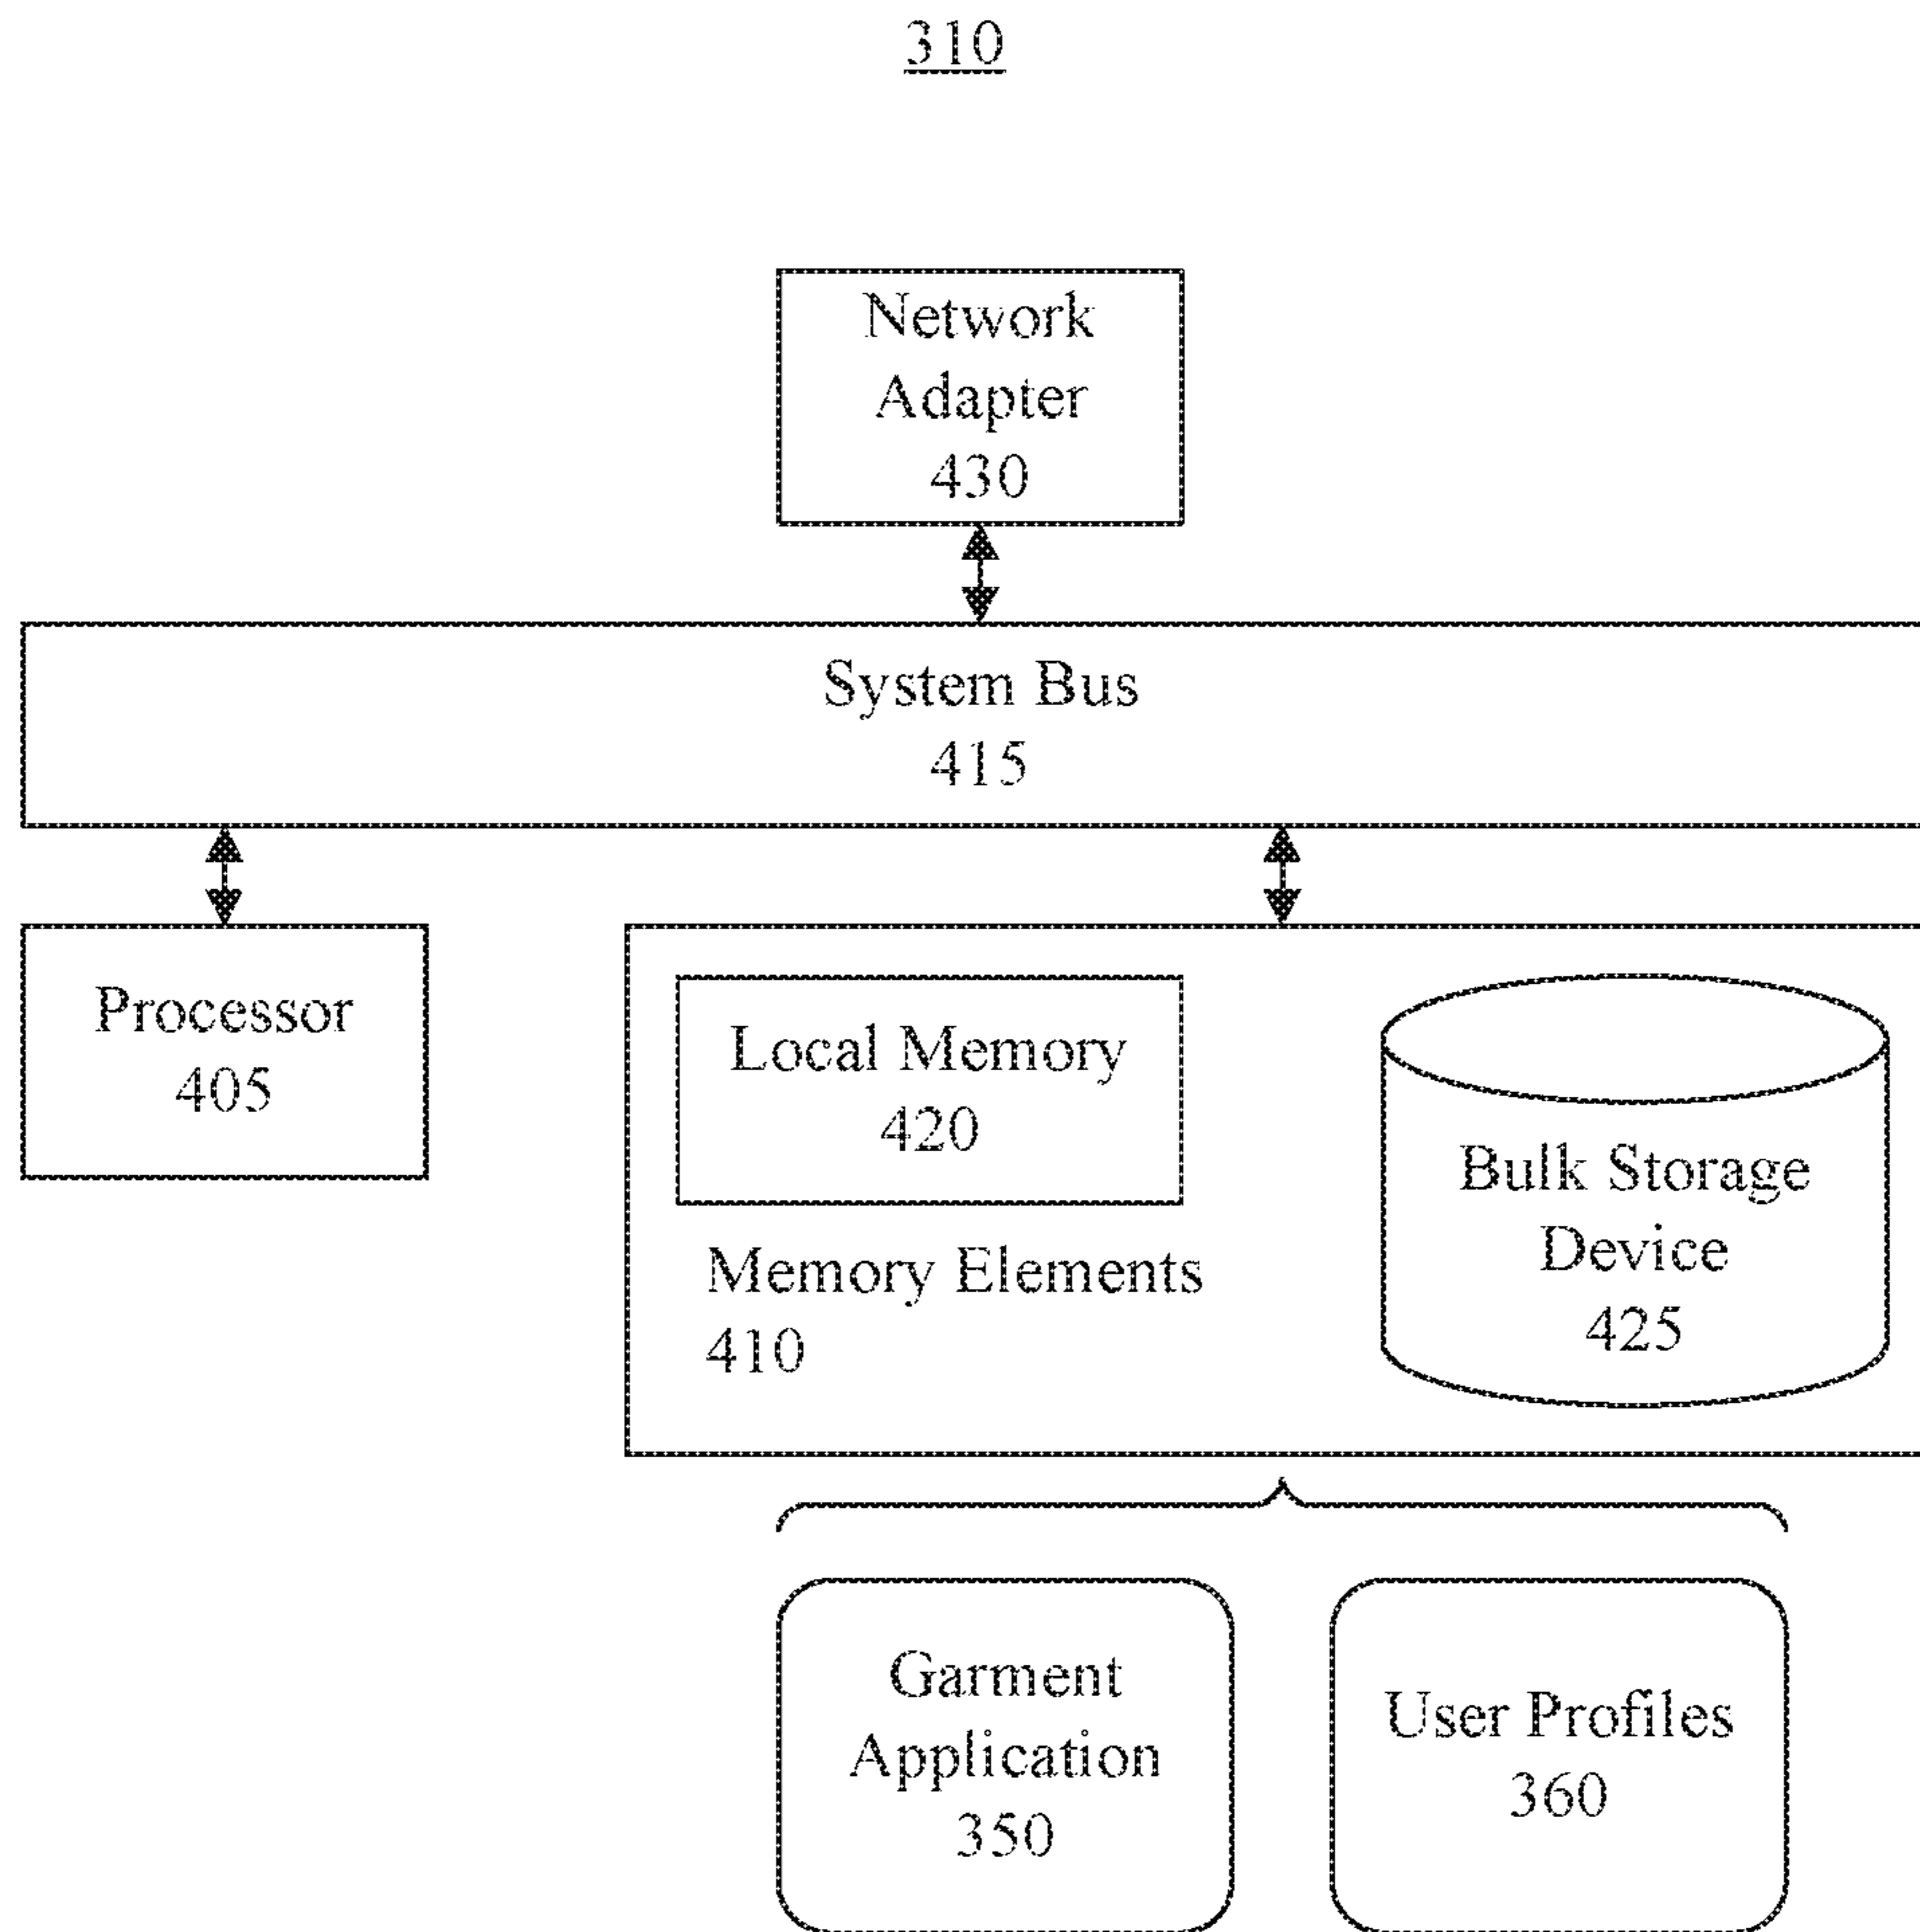 310
Network
Adapter
430
System Bus
415
Processor
405
Local Memory
420
Memory Elements
410
Bulk Storage
Device
425
Garment
Application
350
User Profiles
360